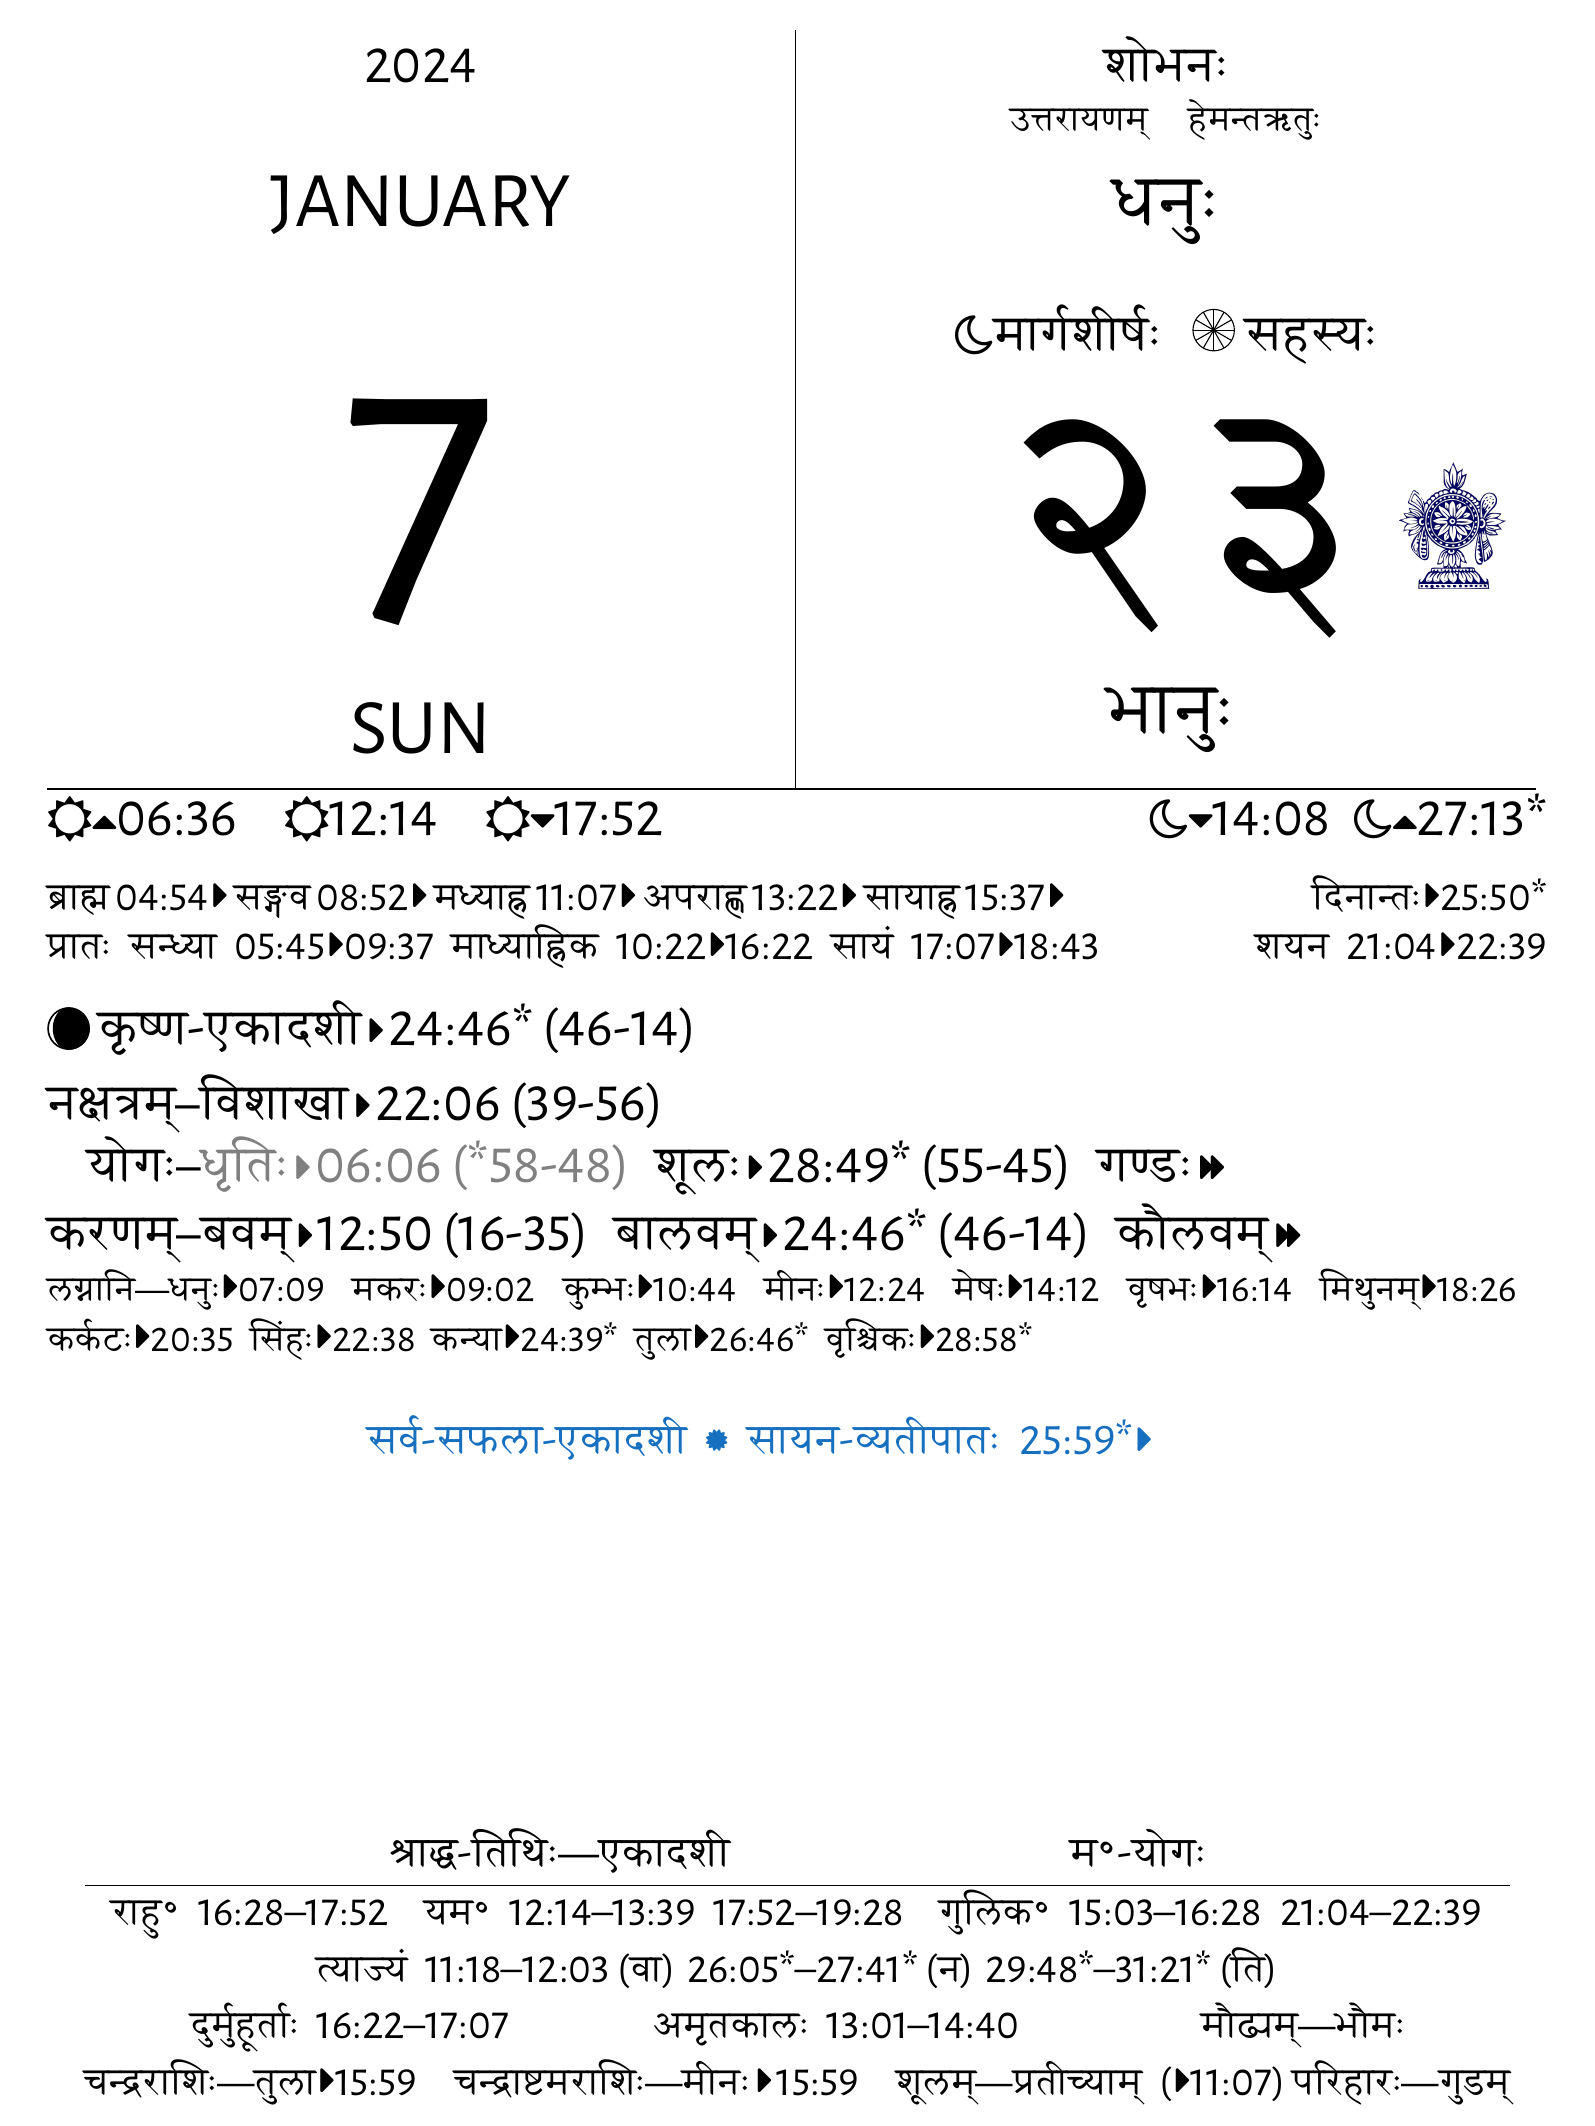 2024
JANUARY
7
SUN
शोभनः
उत्तरायणम् हेमन्तऋतुः
धनुः
मार्गशीर्षः सहस्यः
२३
भानुः
06:36 12:14 17:52 14:08 27:13*
ब्राह्म 04:54 सङ्गव 08:52 मध्याह्न 11:07 अपराह्ण 13:22 सायाह्न 15:37 दिनान्तः 25:50*
प्रातः सन्ध्या 05:45 09:37 माध्याह्निक 10:22 16:22 सायं 17:07 18:43 शयन 21:04 22:39
कृष्ण-एकादशी 24:46* (46-14)
नक्षत्रम्–विशाखा 22:06 (39-56)
योगः–धृतिः 06:06 (*58-48) शूलः 28:49* (55-45) गण्डः
करणम्–बवम् 12:50 (16-35) बालवम् 24:46* (46-14) कौलवम्
लग्नानि—धनुः 07:09 मकरः 09:02 कुम्भः 10:44 मीनः 12:24 मेषः 14:12 वृषभः 16:14 मिथुनम् 18:26
कर्कटः 20:35 सिंहः 22:38 कन्या 24:39* तुला 26:46* वृश्चिकः 28:58*
सर्व-सफला-एकादशी सायन-व्यतीपातः 25:59*
श्राद्ध-तिथिः—एकादशी म॰-योगः
राहु॰ 16:28–17:52 यम॰ 12:14–13:39 17:52–19:28 गुलिक॰ 15:03–16:28 21:04–22:39
त्याज्यं 11:18–12:03 (वा) 26:05*–27:41* (न) 29:48*–31:21* (ति)
दुर्मुहूर्ताः 16:22–17:07 अमृतकालः 13:01–14:40 मौढ्यम्—भौमः
चन्द्रराशिः—तुला 15:59 चन्द्राष्टमराशिः—मीनः 15:59 शूलम्—प्रतीच्याम् (11:07) परिहारः—गुडम्